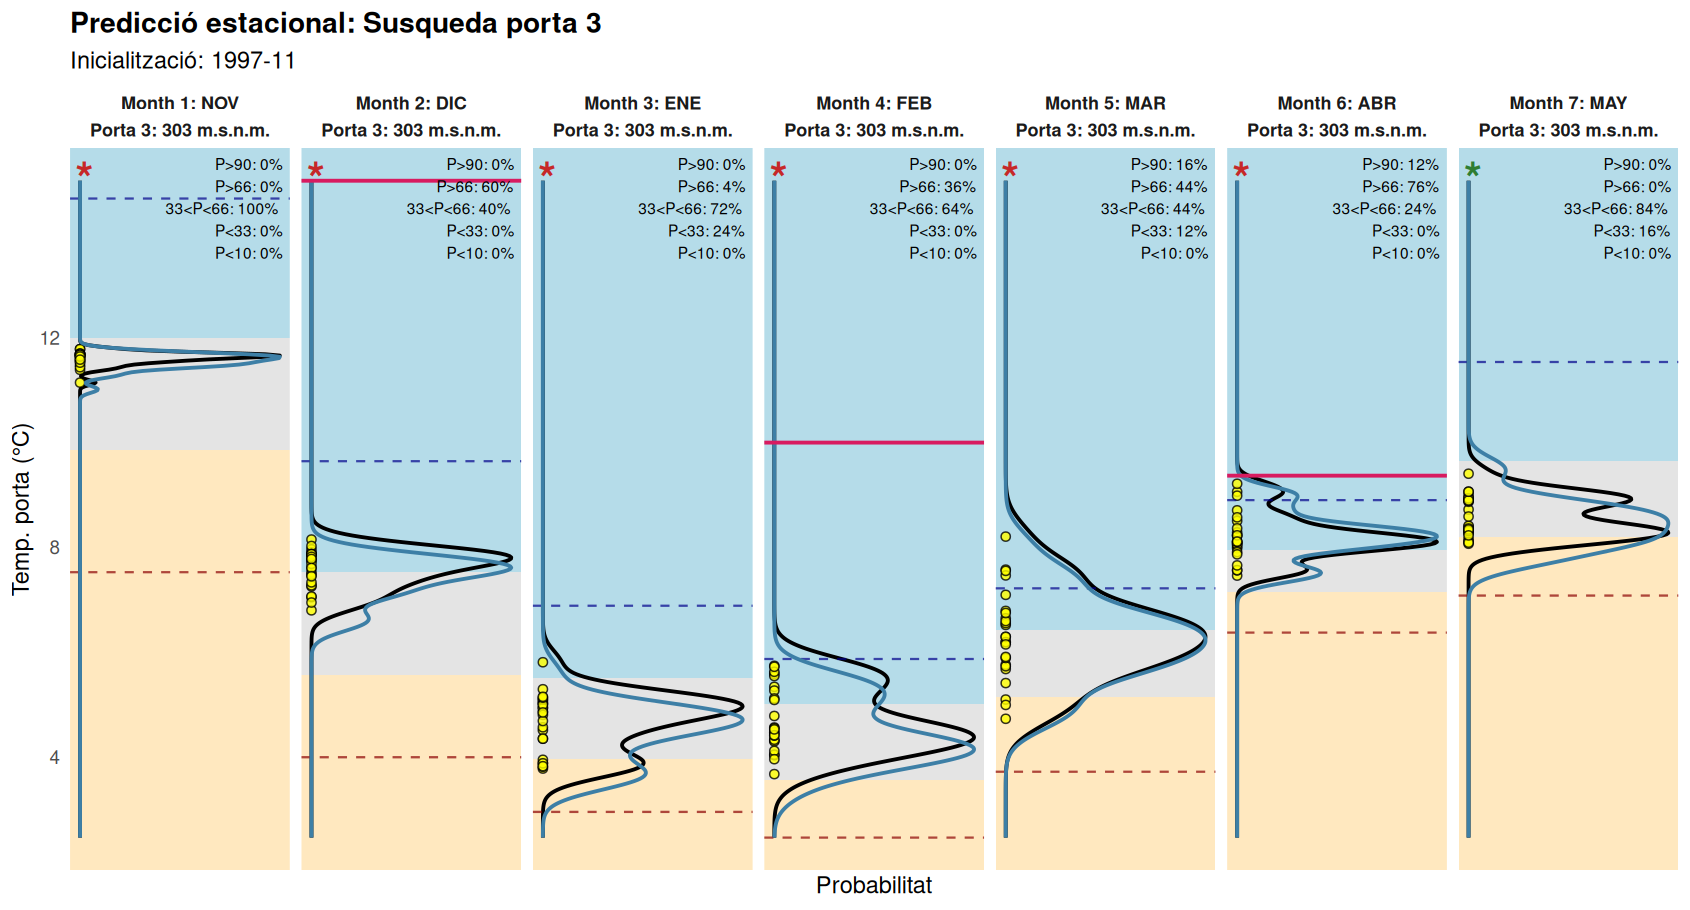 Predicció estacional: Susqueda porta 3
Inicialització: 1997-11
Month 1: NOV
Porta 3: 303 m.s.n.m.
Month 2: DIC
Porta 3: 303 m.s.n.m.
Month 3: ENE
Porta 3: 303 m.s.n.m.
Month 4: FEB
Porta 3: 303 m.s.n.m.
Month 5: MAR
Porta 3: 303 m.s.n.m.
Month 6: ABR
Porta 3: 303 m.s.n.m.
Month 7: MAY
Porta 3: 303 m.s.n.m.
*
P>90: 0%
P>66: 0%
33<P<66: 100%
P<33: 0%
P<10: 0%
*
P>90: 0%
P>66: 60%
33<P<66: 40%
P<33: 0%
P<10: 0%
*
P>90: 0%
P>66: 4%
33<P<66: 72%
P<33: 24%
P<10: 0%
*
P>90: 0%
P>66: 36%
33<P<66: 64%
P<33: 0%
P<10: 0%
*
P>90: 16%
P>66: 44%
33<P<66: 44%
P<33: 12%
P<10: 0%
*
P>90: 12%
P>66: 76%
33<P<66: 24%
P<33: 0%
P<10: 0%
*
P>90: 0%
P>66: 0%
33<P<66: 84%
P<33: 16%
P<10: 0%
12
8
4
Temp. porta (°C)
Probabilitat